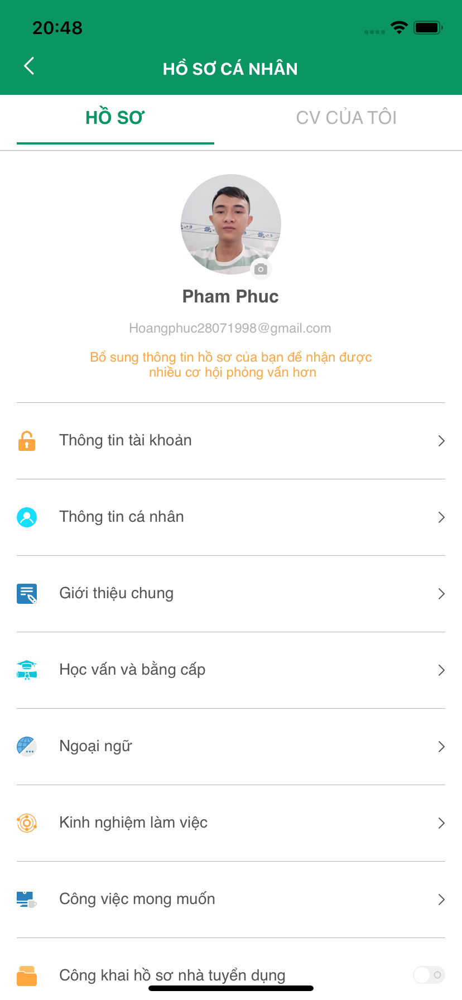 20:48
HỒ SƠ CÁ NHÂN
HỒ SƠ
CV CỦA TÔI
Pham Phuc
Hoangphuc28071998@gmail.com
Bổ sung thông tin hồ sơ của bạn để nhận được
nhiều cơ hội phỏng vấn hơn
Thông tin tài khoản
Thông tin cá nhân
Giới thiệu chung
Học vấn và bằng cấp
Ngoại ngữ
Kinh nghiệm làm việc
Công việc mong muốn
Công khai hồ sơ nhà tuyển dụng